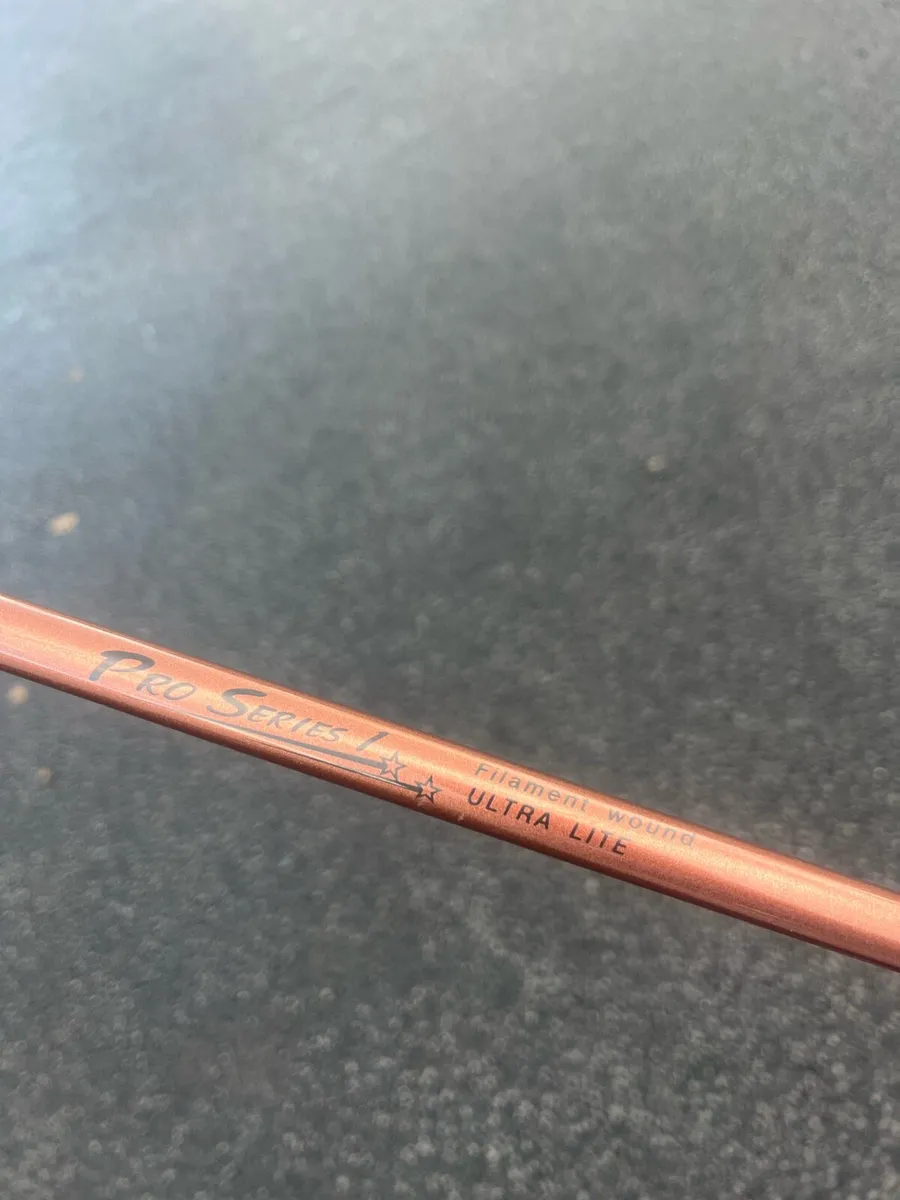 PRO SERIES I
Filament wound
ULTRA LITE